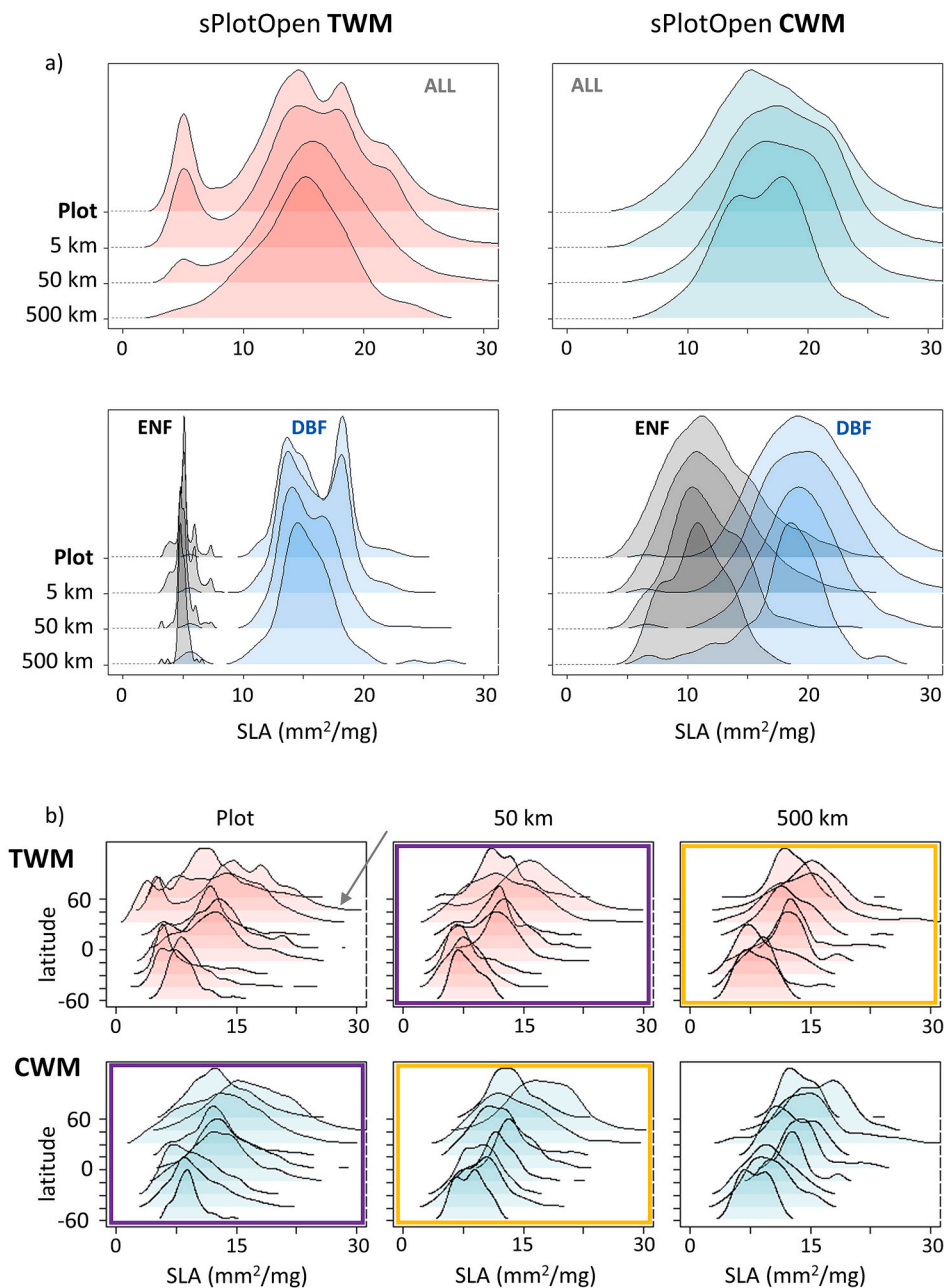 sPlotOpen TWM sPlotOpen CWM
a)
ALL ALL
Plot
5 km
50 km
500 km
0 10 20 30 0 10 20 30
ENF DBF ENF DBF
Plot
5 km
50 km
500 km
0 10 20 30 0 10 20 30
SLA (mm²/mg) SLA (mm²/mg)
b) Plot 50 km 500 km
TWM
60
0
-60
latitude
0 15 30 0 15 30 0 15 30
CWM
60
0
-60
latitude
0 15 30 0 15 30 0 15 30
SLA (mm²/mg) SLA (mm²/mg) SLA (mm²/mg)